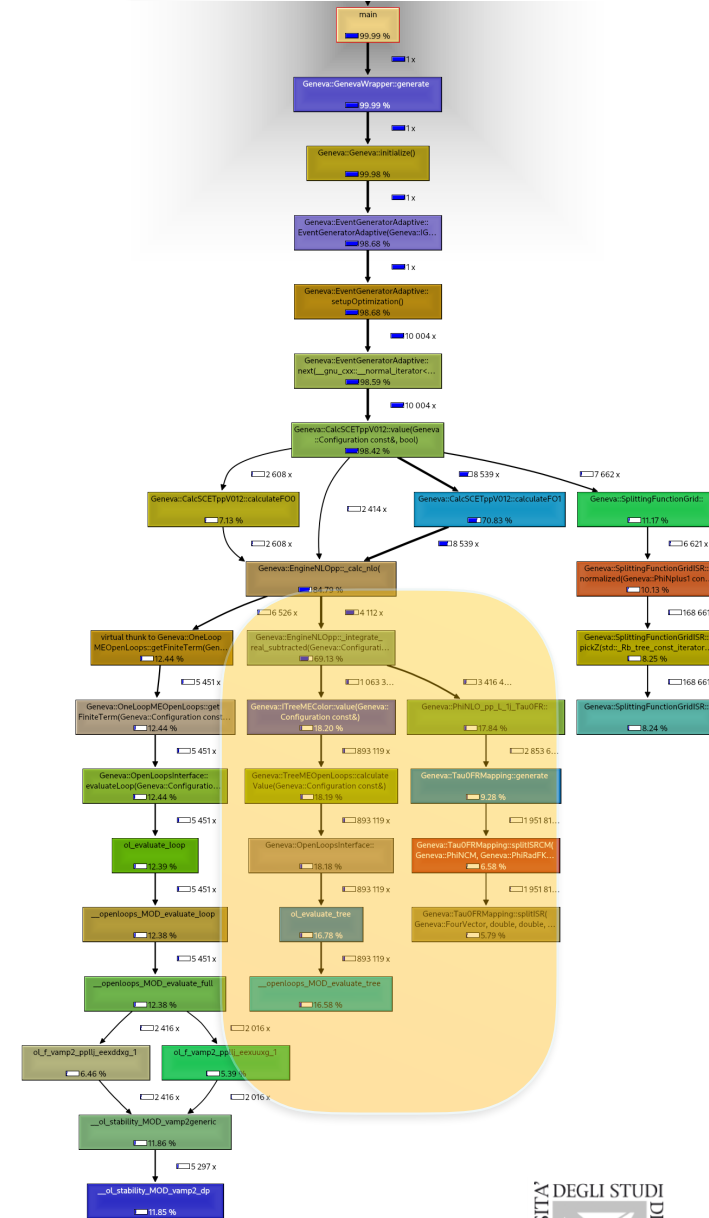 main
99.99 %
1 x
Geneva::GenevaWrapper::generate
99.99 %
1 x
Geneva::Geneva::initialize()
99.98 %
1 x
Geneva::EventGeneratorAdaptive::
EventGeneratorAdaptive(Geneva::IG...
98.68 %
1 x
Geneva::EventGeneratorAdaptive::
setupOptimization()
98.68 %
10 004 x
Geneva::EventGeneratorAdaptive::
next(__gnu_cxx::__normal_iterator<...
98.59 %
10 004 x
Geneva::CalcSCETppV012::value(Geneva
::Configuration const&, bool)
98.42 %
2 608 x
8 539 x
7 662 x
Geneva::CalcSCETppV012::calculateFO0
7.13 %
2 414 x
Geneva::CalcSCETppV012::calculateFO1
70.83 %
Geneva::SplittingFunctionGrid::
11.17 %
2 608 x
8 539 x
6 621 x
Geneva::EngineNLOpp::_calc_nlo(
84.79 %
Geneva::SplittingFunctionGridISR::
normalized(Geneva::PhiNplus1 con...
10.13 %
6 526 x
4 112 x
168 661
virtual thunk to Geneva::OneLoop
MEOpenLoops::getFiniteTerm(Gen...
12.44 %
Geneva::EngineNLOpp::_integrate_
real_subtracted(Geneva::Configurati...
69.13 %
Geneva::SplittingFunctionGridISR::
pickZ(std::_Rb_tree_const_iterator...
8.25 %
5 451 x
1 063 3...
3 416 4...
168 661
Geneva::OneLoopMEOpenLoops::get
FiniteTerm(Geneva::Configuration const...
12.44 %
Geneva::ITreeMEColor::value(Geneva::
Configuration const&)
18.20 %
Geneva::PhiNLO_pp_L_1j_Tau0FR::
17.84 %
Geneva::SplittingFunctionGridISR::
8.24 %
5 451 x
893 119 x
2 853 6...
Geneva::OpenLoopsInterface::
evaluateLoop(Geneva::Configuratio...
12.44 %
Geneva::TreeMEOpenLoops::calculate
Value(Geneva::Configuration const&)
18.19 %
Geneva::Tau0FRMapping::generate
9.28 %
5 451 x
893 119 x
1 951 81...
ol_evaluate_loop
12.39 %
Geneva::OpenLoopsInterface::
18.18 %
Geneva::Tau0FRMapping::splitISRCM(
Geneva::PhiNCM, Geneva::PhiRadFK...
6.58 %
5 451 x
893 119 x
1 951 81...
__openloops_MOD_evaluate_loop
12.38 %
ol_evaluate_tree
16.78 %
Geneva::Tau0FRMapping::splitISR(
Geneva::FourVector, double, double, ...
5.79 %
5 451 x
893 119 x
__openloops_MOD_evaluate_full
12.38 %
__openloops_MOD_evaluate_tree
16.58 %
2 416 x
2 016 x
ol_f_vamp2_ppllj_eexddxg_1
6.46 %
ol_f_vamp2_ppllj_eexuuxg_1
5.39 %
2 416 x
2 016 x
__ol_stability_MOD_vamp2generic
11.86 %
5 297 x
__ol_stability_MOD_vamp2_dp
11.85 %
DEGLI STUDI